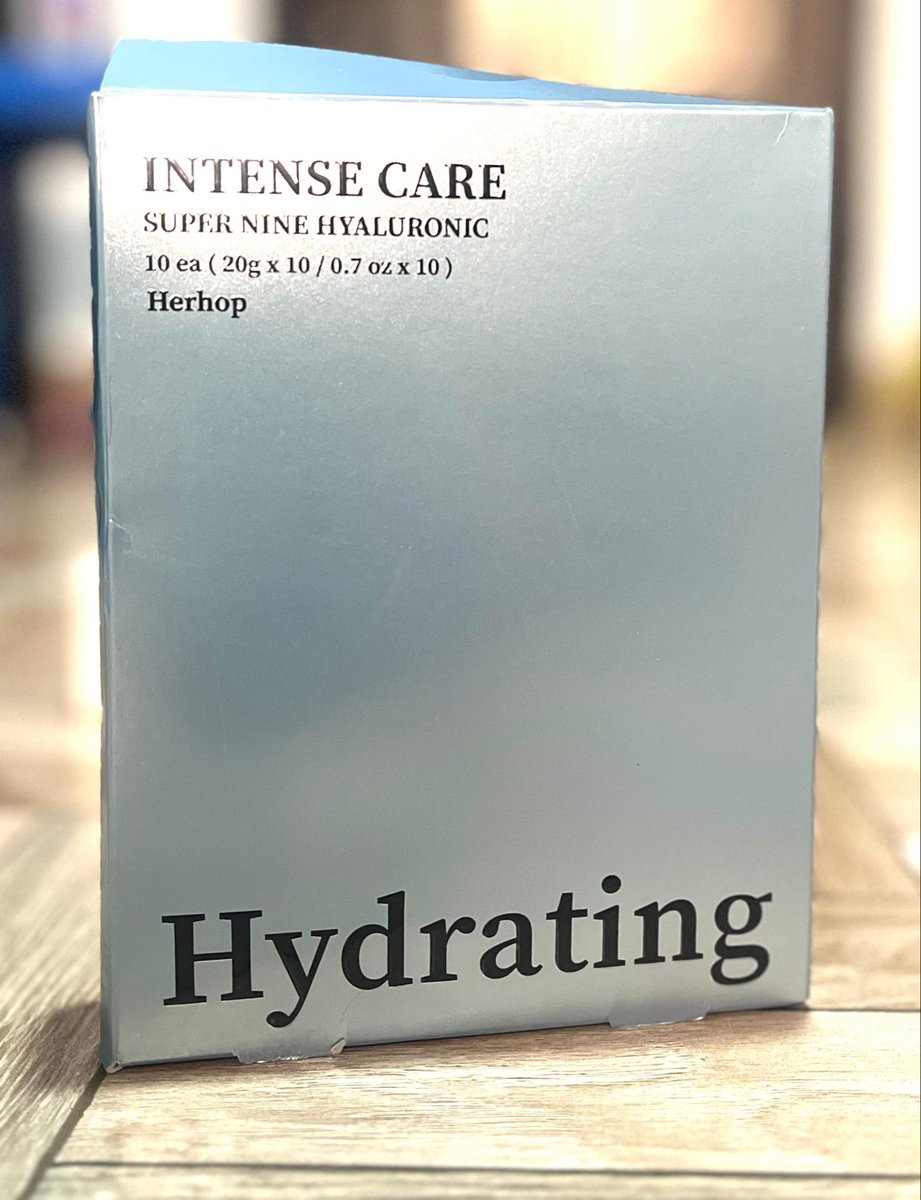 INTENSE CARE
SUPER NINE HYALURONIC
10 ea ( 20g x 10 / 0.7 oz x 10 )
Herhop
Hydrating